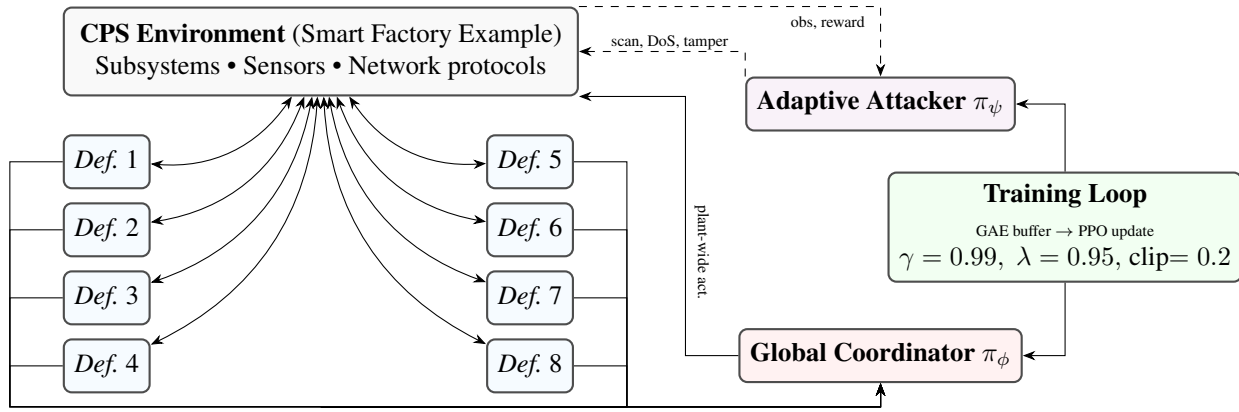 CPS Environment (Smart Factory Example)
Subsystems • Sensors • Network protocols
obs, reward
scan, DoS, tamper
Adaptive Attacker πψ
Def. 1
Def. 2
Def. 3
Def. 4
Def. 5
Def. 6
Def. 7
Def. 8
plant-wide act.
Training Loop
GAE buffer → PPO update
γ = 0.99, λ = 0.95, clip= 0.2
Global Coordinator πϕ